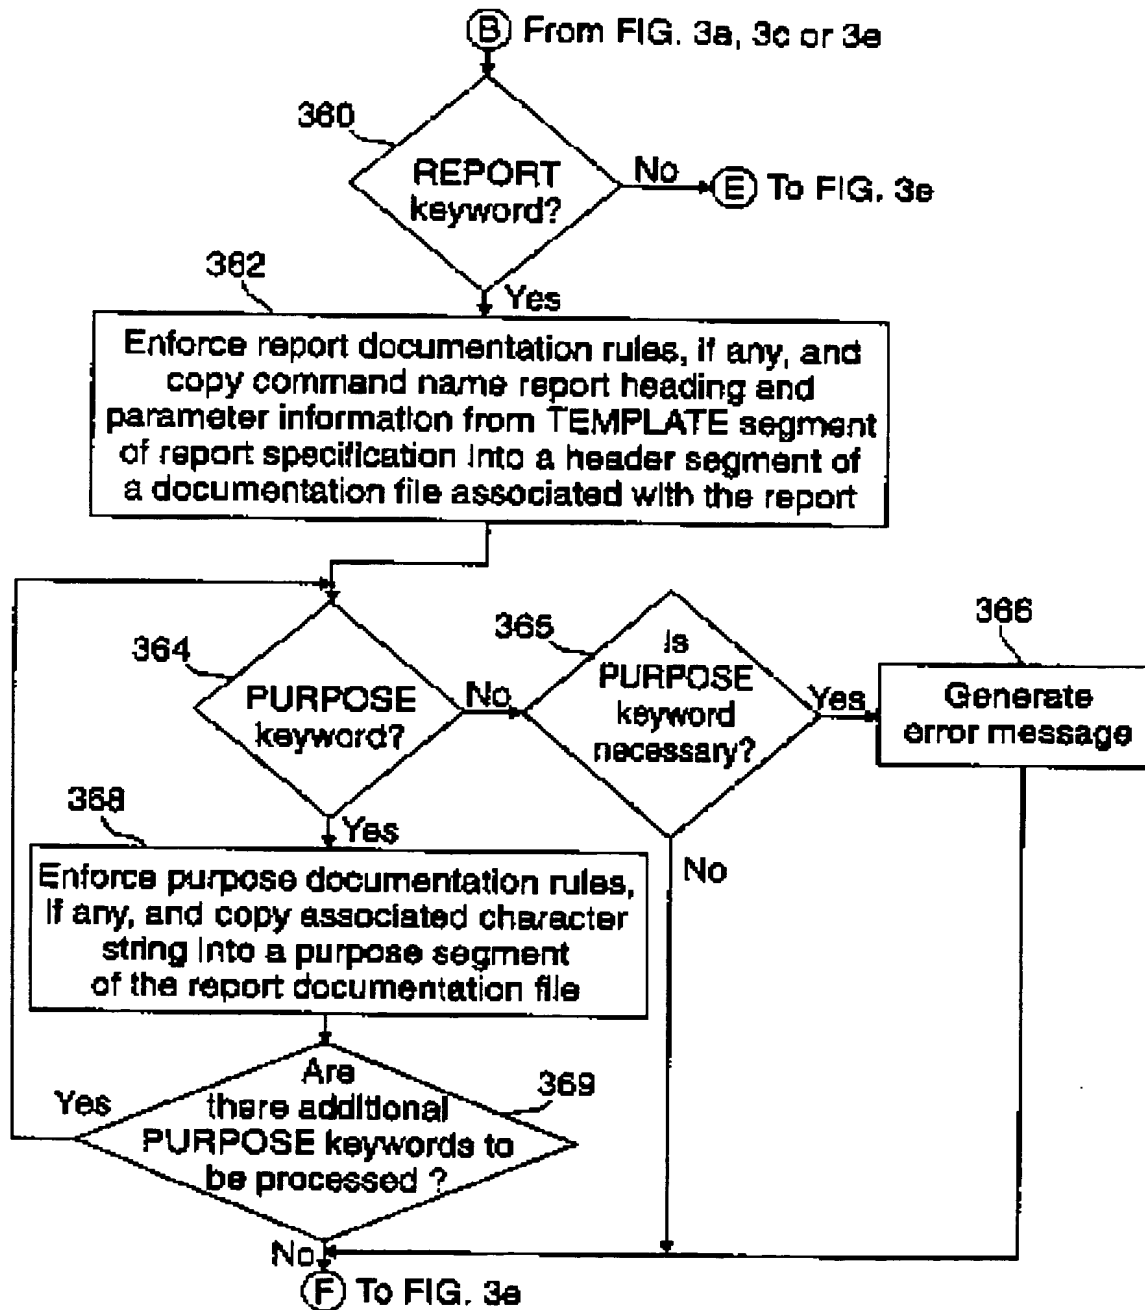 B From FIG. 3a, 3c or 3e
360
REPORT
keyword?
No
E To FIG. 3e
362
Yes
Enforce report documentation rules, if any, and
copy command name report heading and
parameter information from TEMPLATE segment
of report specification into a header segment of
a documentation file associated with the report
364
PURPOSE
keyword?
No
365
Is
PURPOSE
keyword
necessary?
Yes
366
Generate
error message
368
Yes
No
Enforce purpose documentation rules,
if any, and copy associated character
string into a purpose segment
of the report documentation file
Yes
Are
there additional
PURPOSE keywords to
be processed ?
369
No
F To FIG. 3e